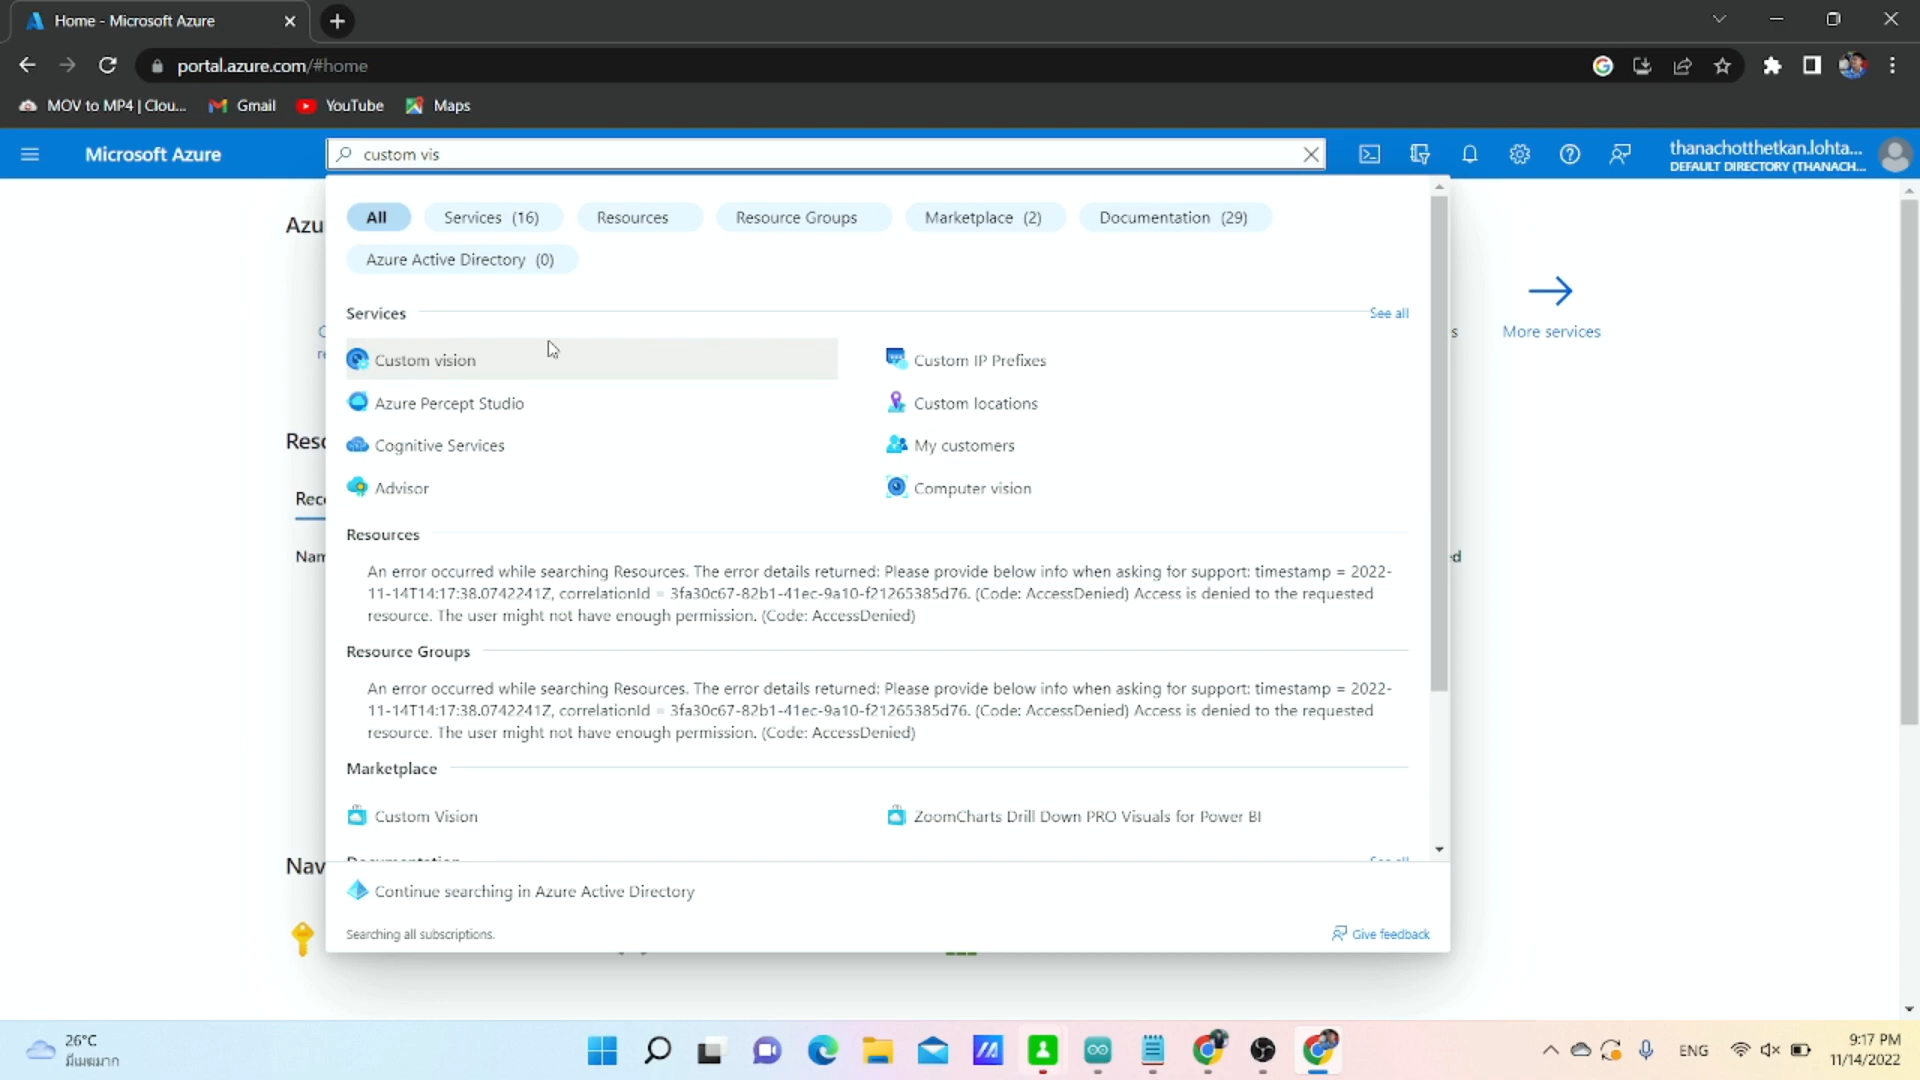 Home - Microsoft Azure
portal.azure.com/#home
MOV to MP4 | Clou...
Gmail
YouTube
Maps
Microsoft Azure
custom vis
thanachotthetkan.lohta...
DEFAULT DIRECTORY (THANACH...
All
Services (16)
Resources
Resource Groups
Marketplace (2)
Documentation (29)
Azure Active Directory (0)
Azu
Services
See all
More services
Custom vision
Custom IP Prefixes
Azure Percept Studio
Custom locations
Cognitive Services
My customers
Advisor
Computer vision
Reso
Rec
Nam
Resources
An error occurred while searching Resources. The error details returned: Please provide below info when asking for support: timestamp = 2022-
11-14T14:17:38.0742241Z, correlationId = 3fa30c67-82b1-41ec-9a10-f21265385d76. (Code: AccessDenied) Access is denied to the requested
resource. The user might not have enough permission. (Code: AccessDenied)
Resource Groups
An error occurred while searching Resources. The error details returned: Please provide below info when asking for support: timestamp = 2022-
11-14T14:17:38.0742241Z, correlationId = 3fa30c67-82b1-41ec-9a10-f21265385d76. (Code: AccessDenied) Access is denied to the requested
resource. The user might not have enough permission. (Code: AccessDenied)
Marketplace
Custom Vision
ZoomCharts Drill Down PRO Visuals for Power BI
Documentation
See all
Nav
Continue searching in Azure Active Directory
Searching all subscriptions.
Give feedback
26°C
มีเมฆมาก
ENG
9:17 PM
11/14/2022